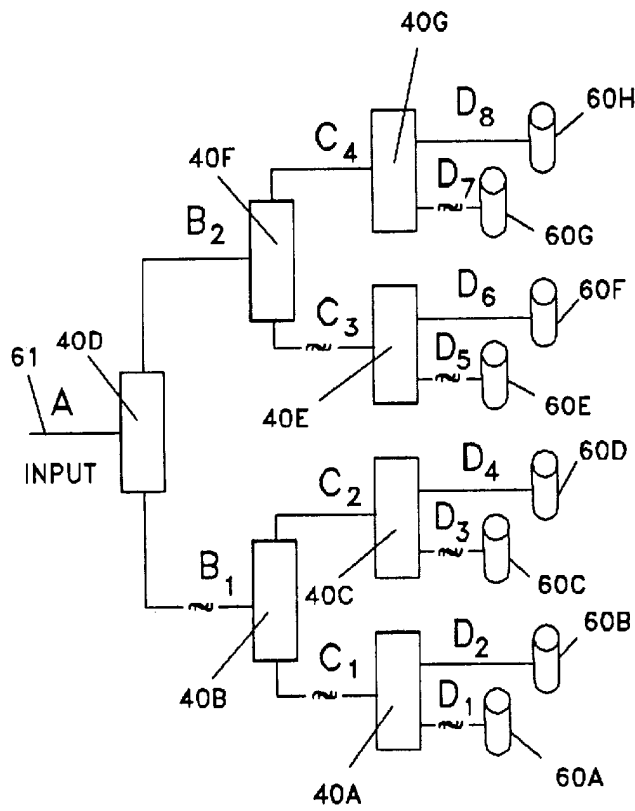 40G
D₈
60H
C₄
40F
D₇
B₂
60G
D₆
60F
C₃
61
40D
D₅
A
40E
60E
INPUT
D₄
60D
C₂
D₃
B₁
40C
60C
60B
D₂
C₁
40B
D₁
40A
60A